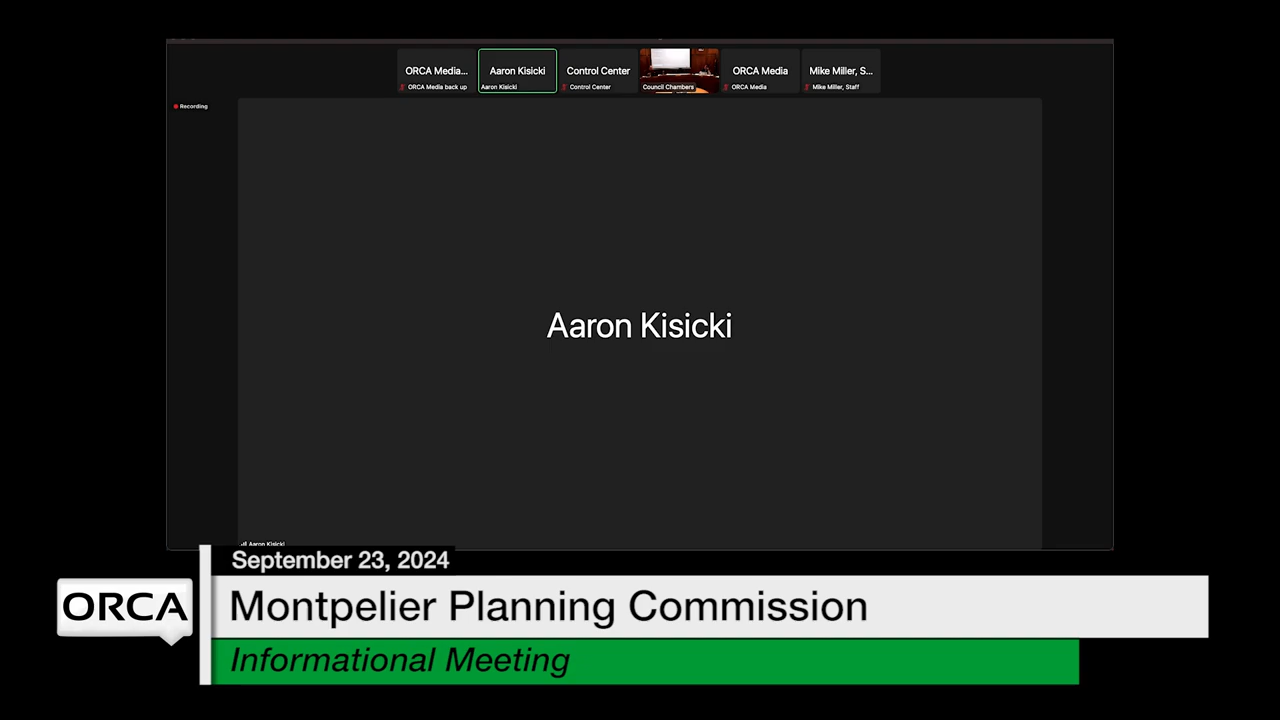 ORCA Media... Aaron Kisicki Control Center ORCA Media Mike Miller, S...
ORCA Media back up Aaron Kisicki Control Center Council Chambers ORCA Media Mike Miller, Staff
Recording
Aaron Kisicki
Aaron Kisicki
September 23, 2024
ORCA
Montpelier Planning Commission
Informational Meeting